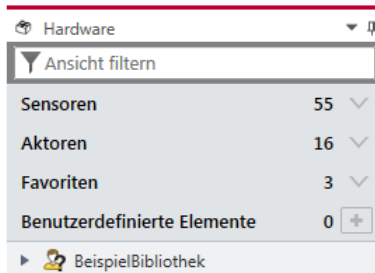 Hardware
Ansicht filtern
Sensoren 55
Aktoren 16
Favoriten 3
Benutzerdefinierte Elemente 0
BeispielBibliothek